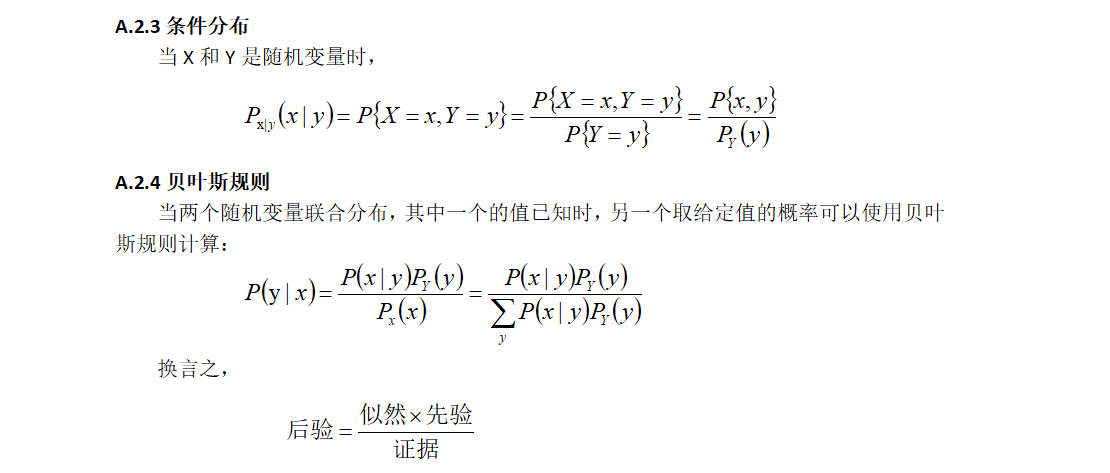 A.2.3 条件分布
当 X 和 Y 是随机变量时，
P_{x|y}(x | y) = P{X = x, Y = y} = \frac{P{X = x, Y = y}}{P{Y = y}} = \frac{P{x, y}}{P_Y(y)}
A.2.4 贝叶斯规则
当两个随机变量联合分布，其中一个的值已知时，另一个取给定值的概率可以使用贝叶
斯规则计算：
P(y | x) = \frac{P(x | y)P_Y(y)}{P_x(x)} = \frac{P(x | y)P_Y(y)}{\sum_y P(x | y)P_Y(y)}
换言之，
后验 = \frac{似然 × 先验}{证据}